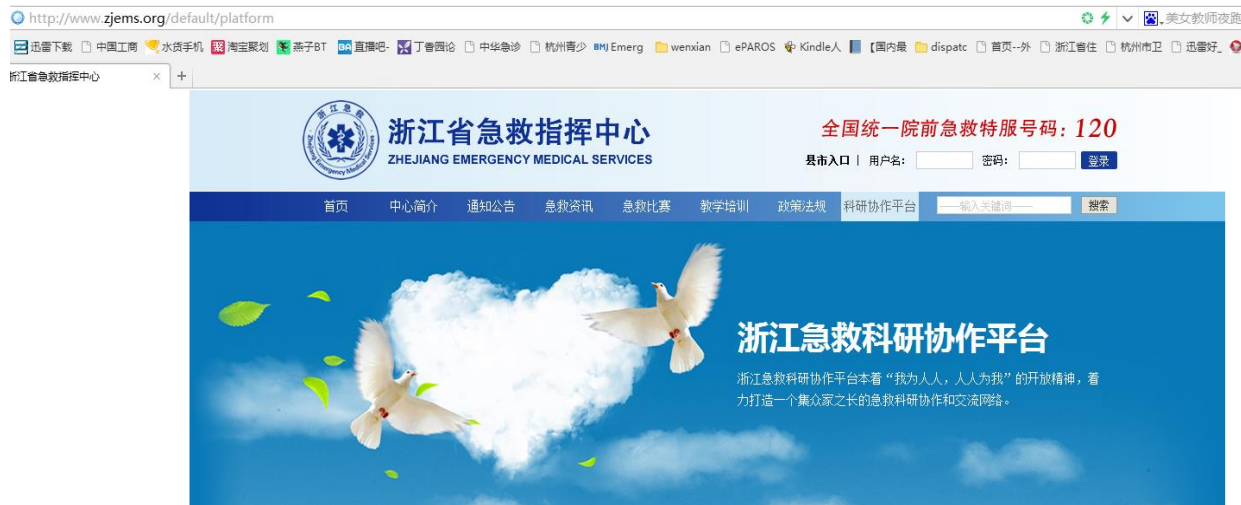 http://www.zjems.org/default/platform 美女教师夜跑
迅雷下载 中国工商 水货手机 淘宝聚划 燕子BT 直播吧- 丁香园论 中华急诊 杭州青少 BMJ Emerg wenxian ePAROS Kindle人 【国内最 dispatc 首页--外 浙江省住 杭州市卫 迅雷好_
浙江省急救指挥中心 × +
浙江省急救指挥中心
ZHEJIANG EMERGENCY MEDICAL SERVICES
全国统一院前急救特服号码：120
县市入口 | 用户名： 密码： 登录
首页 中心简介 通知公告 急救资讯 急救比赛 教学培训 政策法规 科研协作平台 ——输入关键词—— 搜索
浙江急救科研协作平台
浙江急救科研协作平台本着“我为人人，人人为我”的开放精神，着
力打造一个集众家之长的急救科研协作和交流网络。